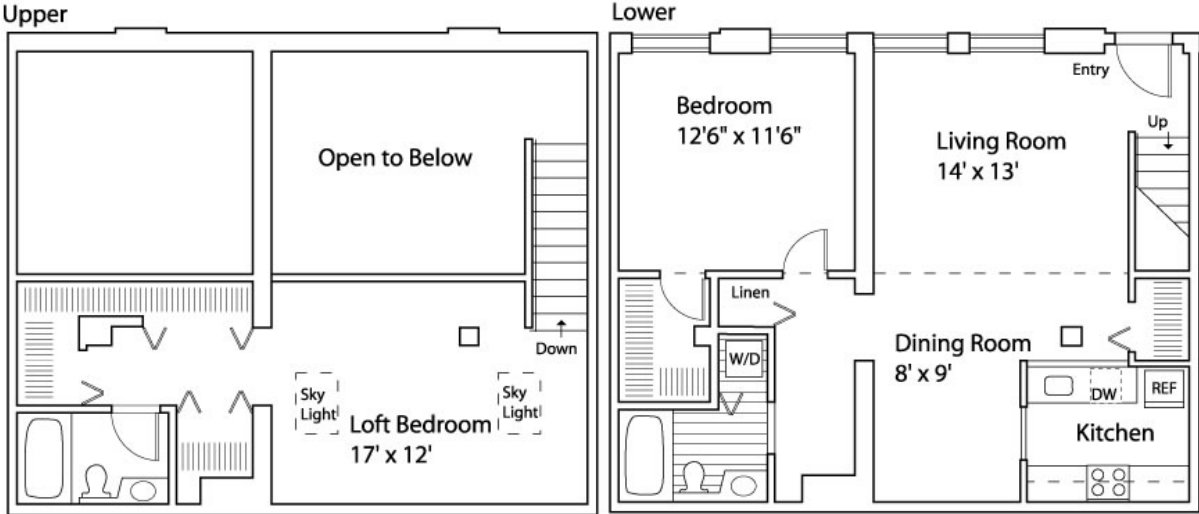 Upper
Open to Below
Down
Sky
Light
Sky
Light
Loft Bedroom
17' x 12'
Lower
Entry
Bedroom
12'6" x 11'6"
Up
Living Room
14' x 13'
Linen
W/D
Dining Room
8' x 9'
DW
REF
Kitchen